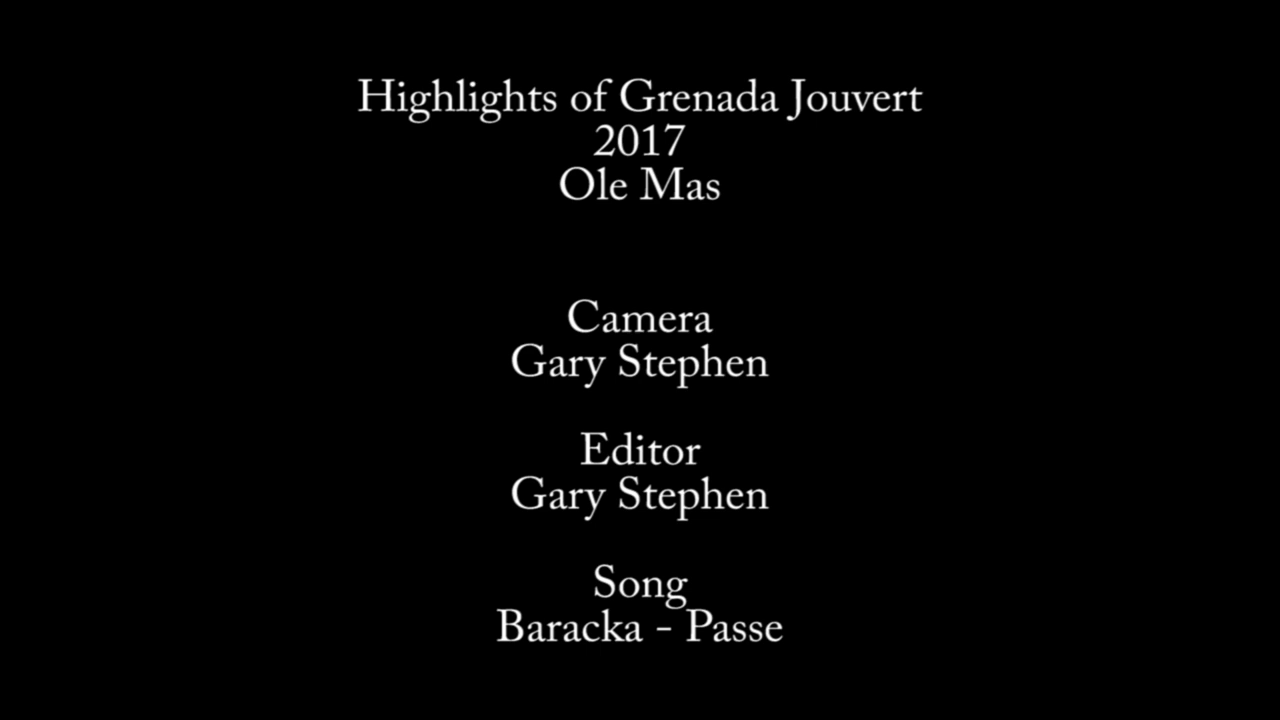 Highlights of Grenada Jouvert
2017
Ole Mas
Camera
Gary Stephen
Editor
Gary Stephen
Song
Baracka - Passe